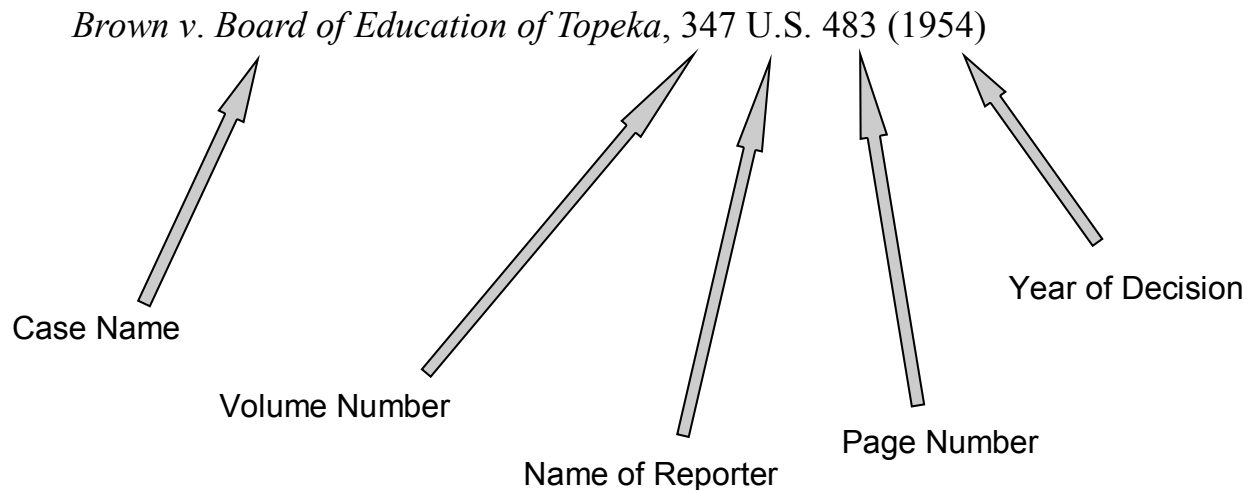 Brown v. Board of Education of Topeka, 347 U.S. 483 (1954)
Case Name
Volume Number
Name of Reporter
Page Number
Year of Decision